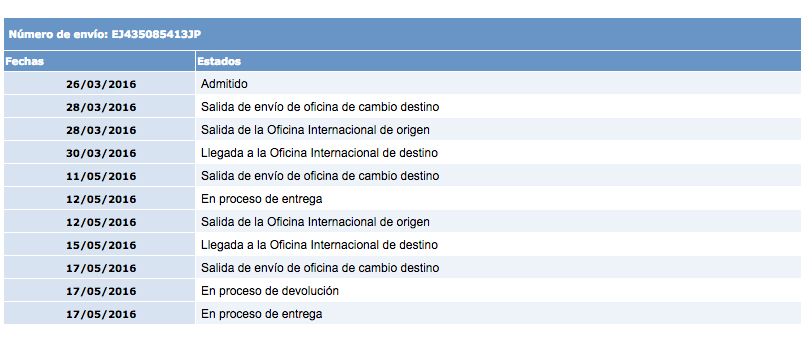 Número de envío: EJ435085413JP
Fechas Estados
26/03/2016 Admitido
28/03/2016 Salida de envío de oficina de cambio destino
28/03/2016 Salida de la Oficina Internacional de origen
30/03/2016 Llegada a la Oficina Internacional de destino
11/05/2016 Salida de envío de oficina de cambio destino
12/05/2016 En proceso de entrega
12/05/2016 Salida de la Oficina Internacional de origen
15/05/2016 Llegada a la Oficina Internacional de destino
17/05/2016 Salida de envío de oficina de cambio destino
17/05/2016 En proceso de devolución
17/05/2016 En proceso de entrega